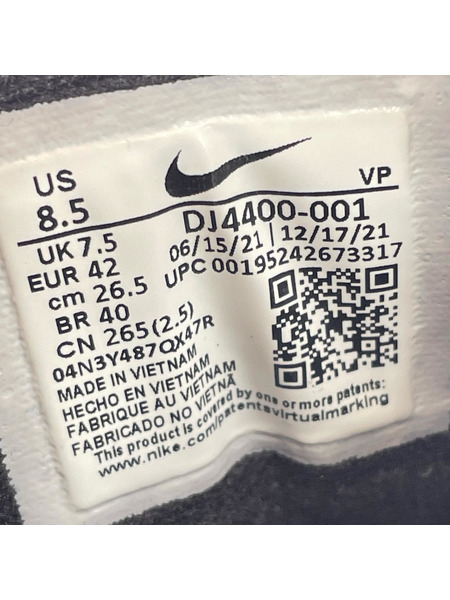 US
8.5
VP
UK 7.5
DJ4400-001
EUR 42
06/15/21 | 12/17/21
cm 26.5
UPC 00195242673317
BR 40
CN 265 (2.5)
04N3Y487QX47R
MADE IN VIETNAM
HECHO EN VIETNAM
FABRIQUE AU VIETNAM
FABRICADO NO VIETNÃ
This product is covered by one or more patents:
www.nike.com/patentsvirtualmarking